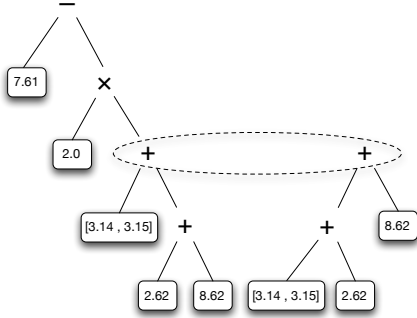 −
7.61 ×
2.0 + +
[3.14 , 3.15] + + 8.62
2.62 8.62 [3.14 , 3.15] 2.62